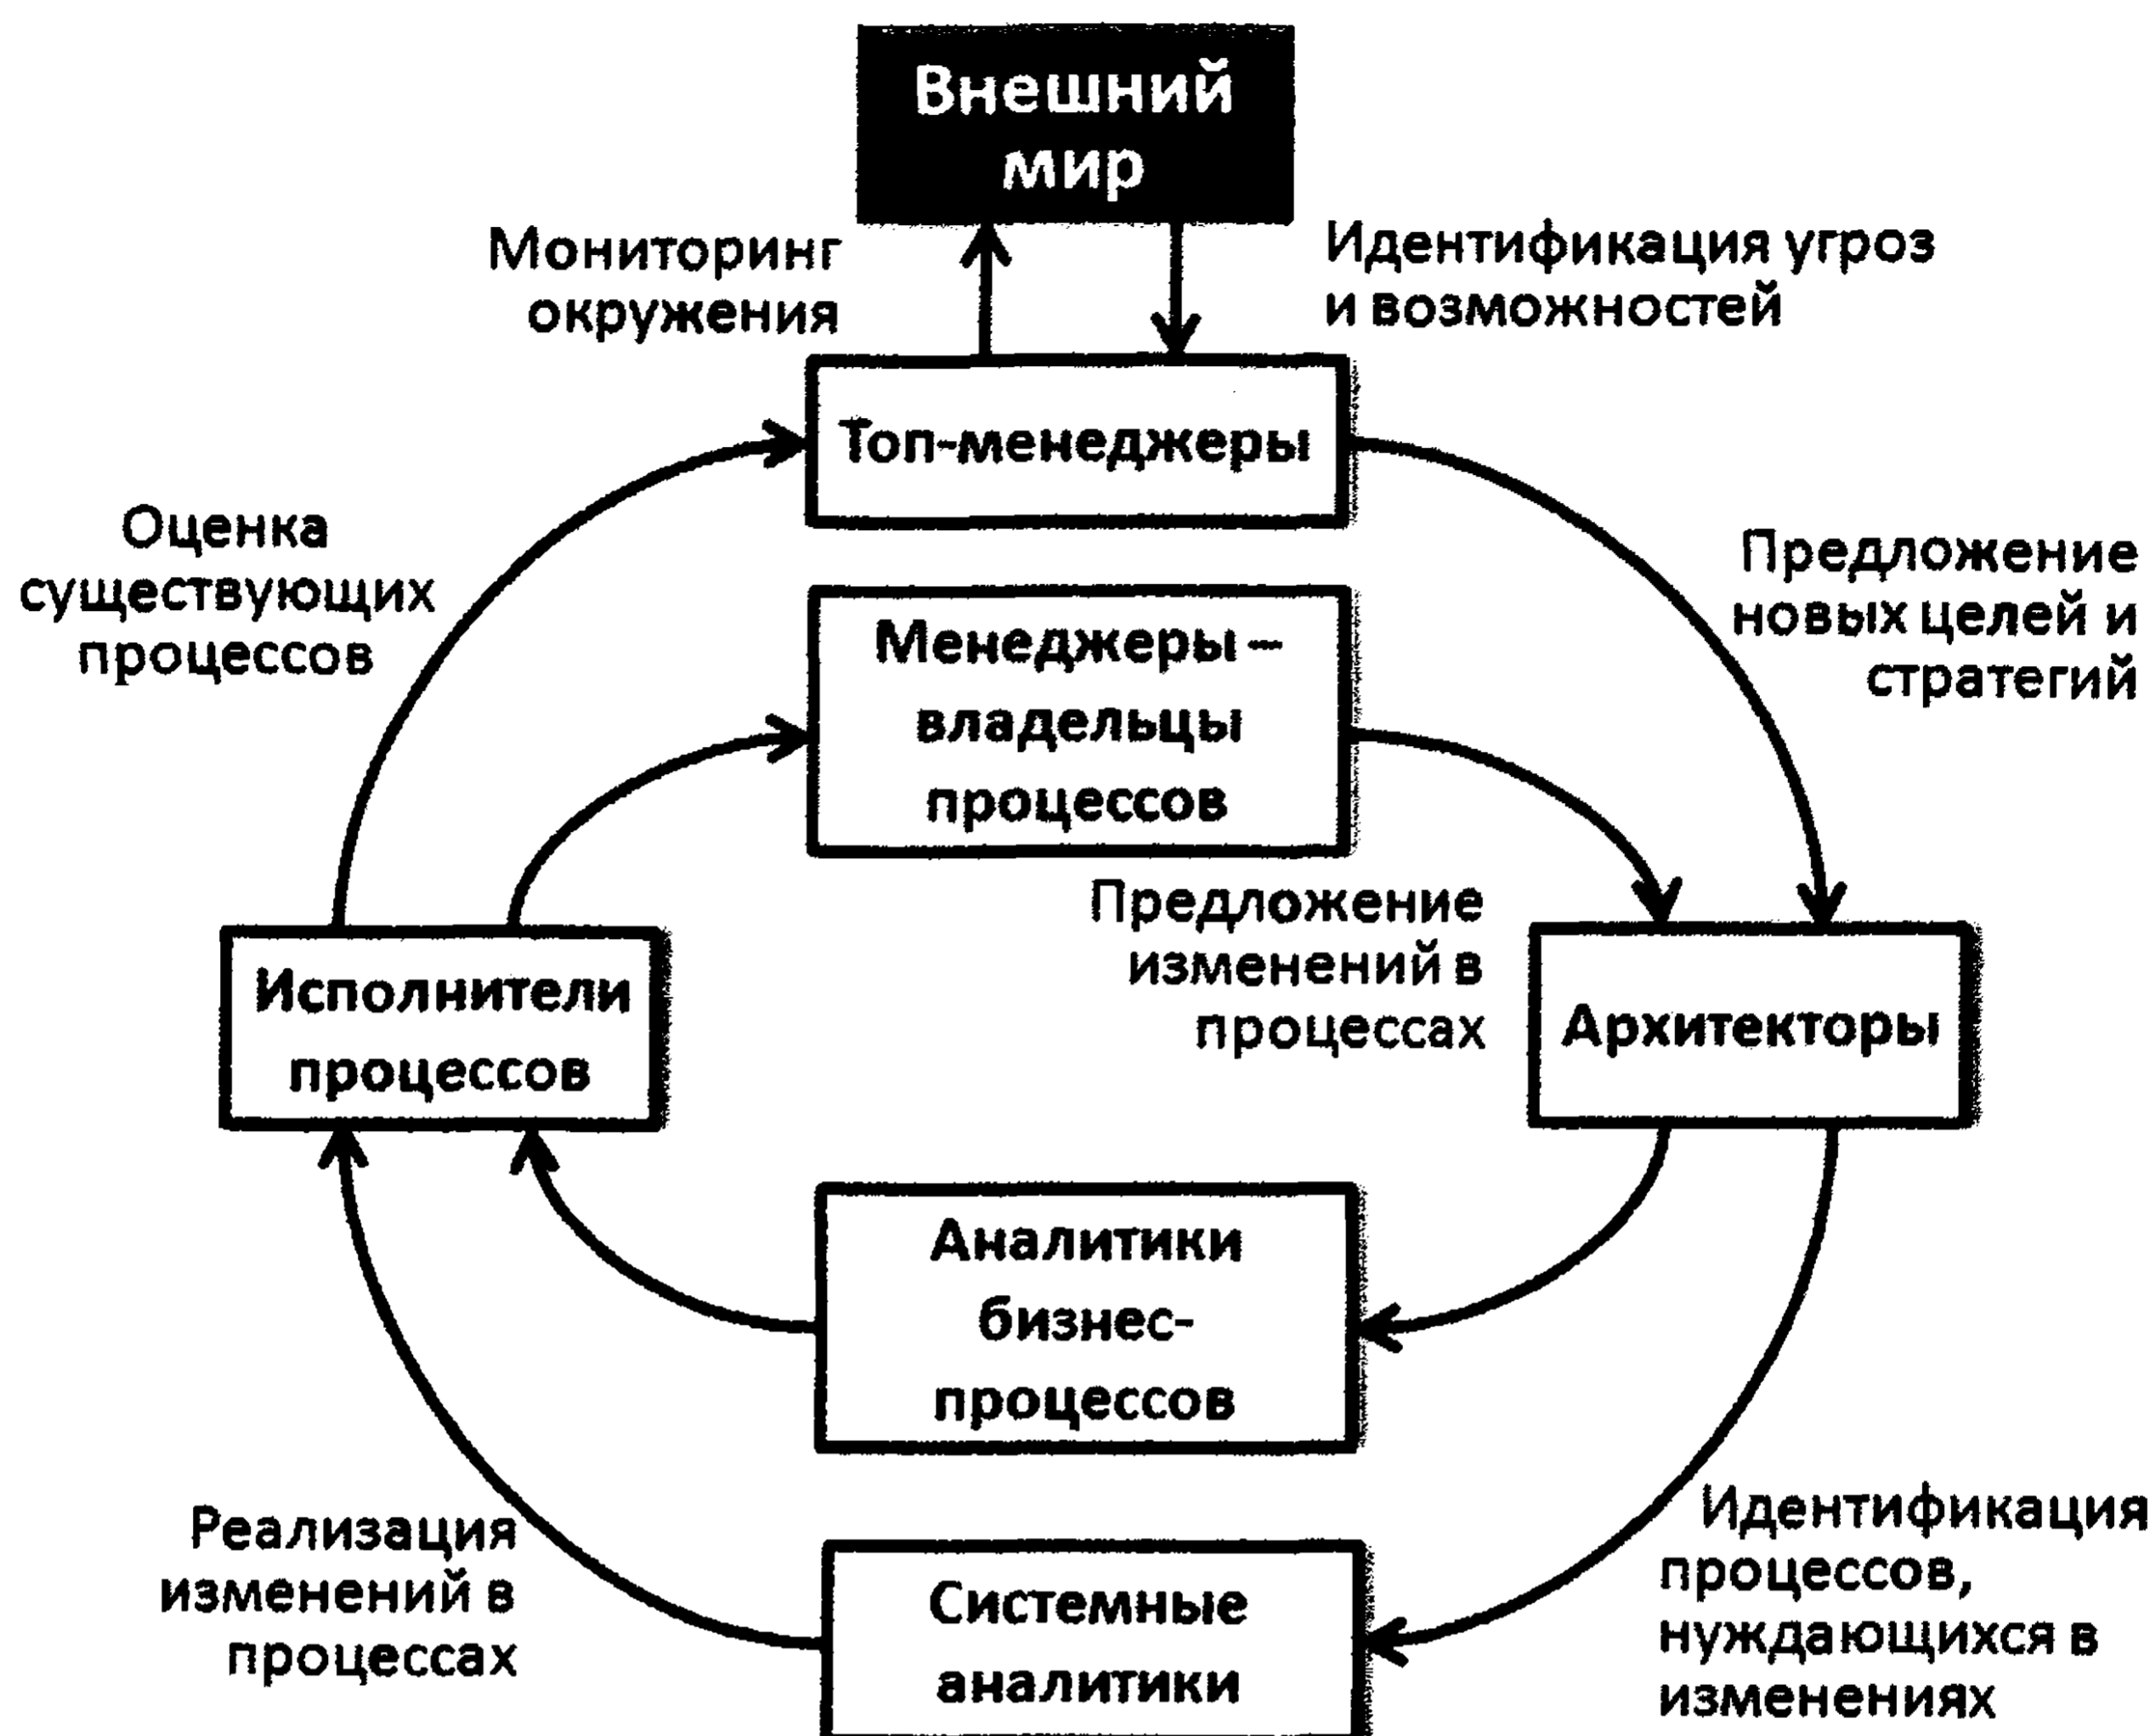 Внешний
мир
Мониторинг
окружения
Идентификация угроз
и возможностей
Топ-менеджеры
Оценка
существующих
процессов
Предложение
новых целей и
стратегий
Менеджеры –
владельцы
процессов
Исполнители
процессов
Предложение
изменений в
процессах
Архитекторы
Аналитики
бизнес-
процессов
Реализация
изменений в
процессах
Системные
аналитики
Идентификация
процессов,
нуждающихся в
изменениях